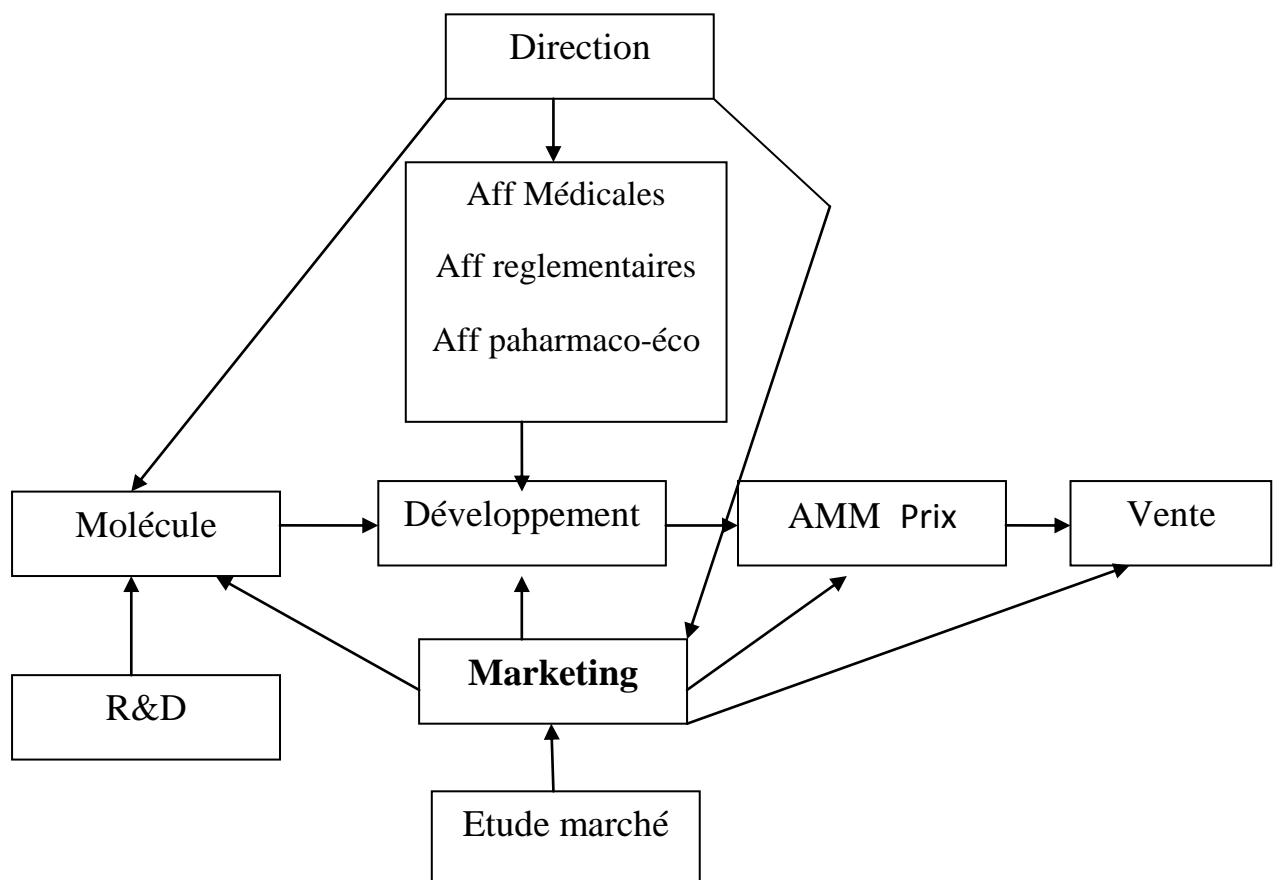 Direction
Aff Médicales
Aff reglementaires
Aff paharmaco-éco
Molécule
Développement
AMM Prix
Vente
Marketing
R&D
Etude marché